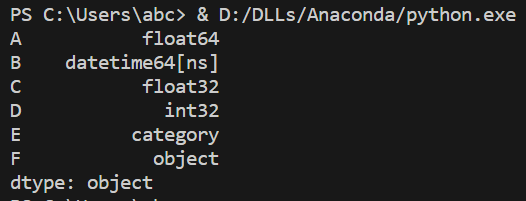 PS C:\Users\abc> & D:/DLLs/Anaconda/python.exe
A           float64
B    datetime64[ns]
C           float32
D             int32
E          category
F            object
dtype: object